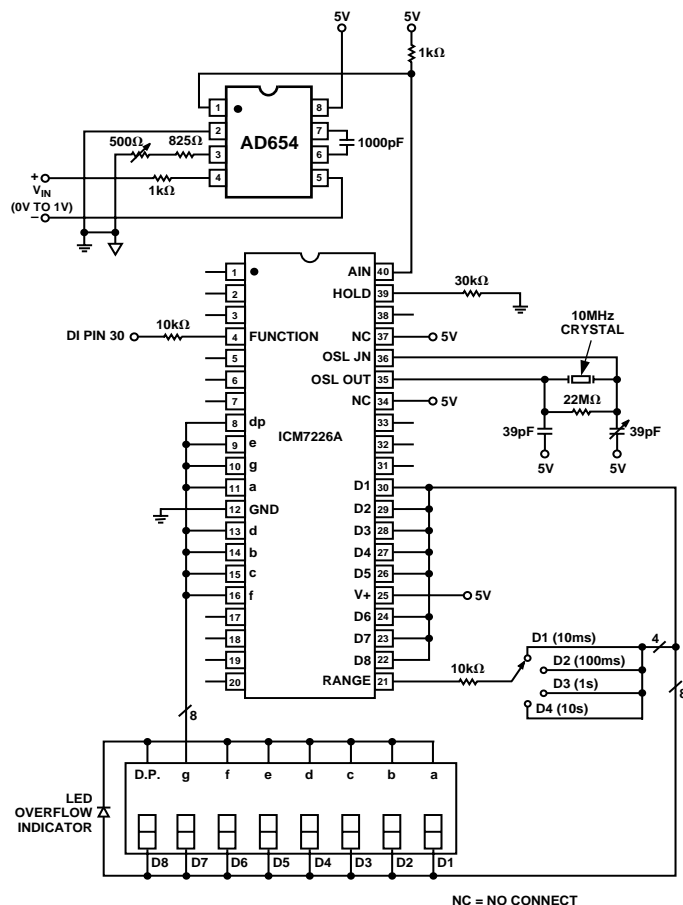 5V
5V
1kΩ
1
2
3
4
AD654
8
7
6
5
1000pF
500Ω
825Ω
1kΩ
+
V_IN
(0V TO 1V)
–
1
2
3
4
5
6
7
8
9
10
11
12
13
14
15
16
17
18
19
20
DI PIN 30
10kΩ
FUNCTION
dp
e
g
a
GND
d
b
c
f
ICM7226A
AIN
HOLD
NC
OSL JN
OSL OUT
NC
D1
D2
D3
D4
D5
V+
D6
D7
D8
RANGE
40
39
38
37
36
35
34
33
32
31
30
29
28
27
26
25
24
23
22
21
30kΩ
5V
5V
10MHz
CRYSTAL
22MΩ
39pF
39pF
5V
5V
5V
10kΩ
D1 (10ms)
D2 (100ms)
D3 (1s)
D4 (10s)
4
8
8
LED
OVERFLOW
INDICATOR
D.P. g f e d c b a
D8 D7 D6 D5 D4 D3 D2 D1
NC = NO CONNECT